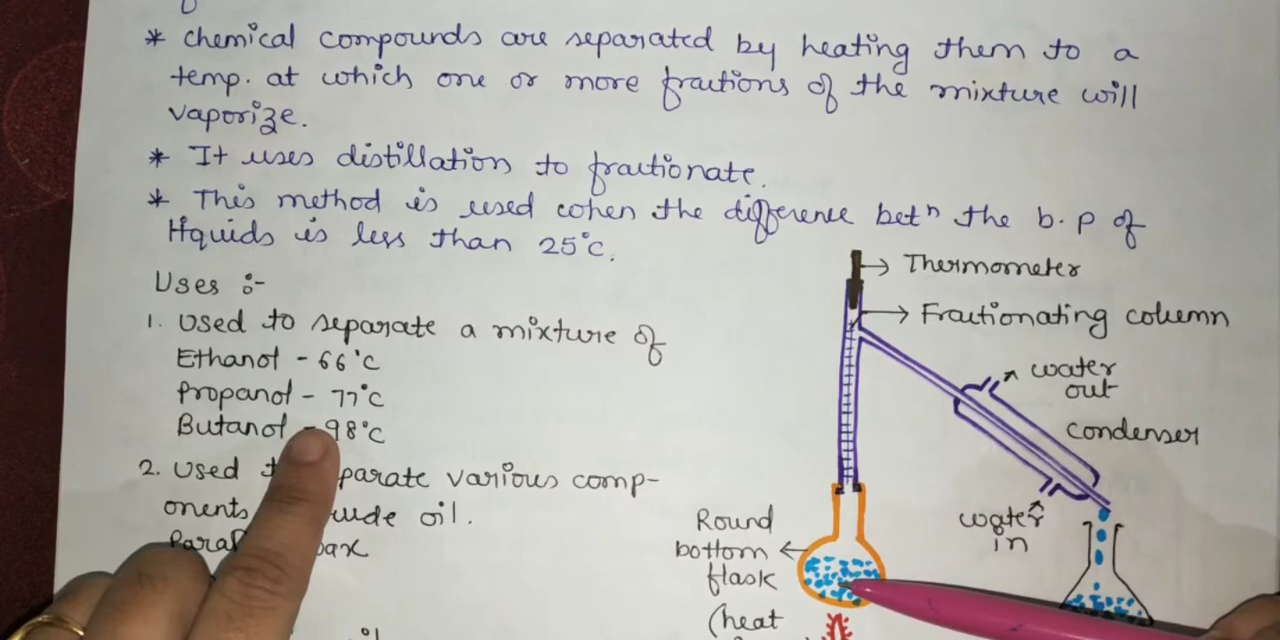 * chemical compounds are separated by heating them to a
temp. at which one or more fractions of the mixture will
vaporize.
* It uses distillation to fractionate.
* This method is used when the difference betⁿ the b.p of
liquids is less than 25°c.
Uses :-
1. Used to separate a mixture of
Ethanol - 66°c
Propanol - 77°c
Butanol - 98°c
2. Used parate various comp-
onents ude oil.
Paraf ax
Thermometer
Fractionating column
water
out
condenser
water
in
Round
bottom
flask
(heat